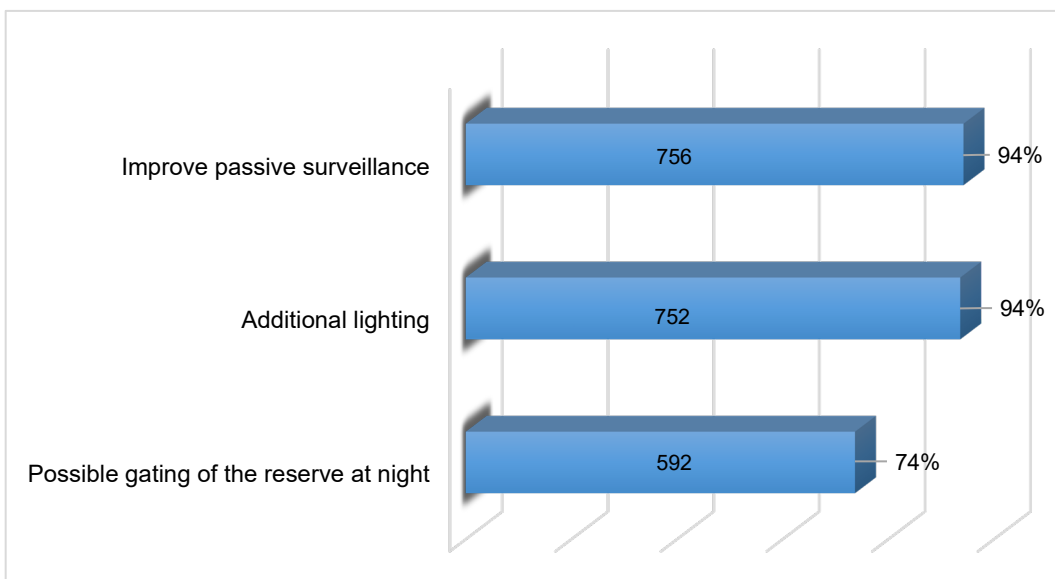 Improve passive surveillance
756
94%
Additional lighting
752
94%
Possible gating of the reserve at night
592
74%